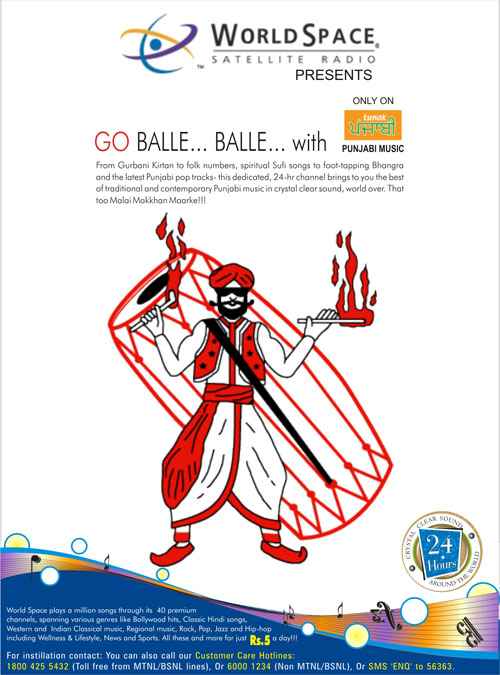 WORLDSPACE®
SATELLITE RADIO
™
PRESENTS
ONLY ON
tunak
ਪੰਜਾਬੀ
PUNJABI MUSIC
GO BALLE... BALLE... with
From Gurbani Kirtan to folk numbers, spiritual Sufi songs to foot-tapping Bhangra
and the latest Punjabi pop tracks- this dedicated, 24-hr channel brings to you the best
of traditional and contemporary Punjabi music in crystal clear sound, world over. That
too Malai Makkhan Maarke!!!
CRYSTAL CLEAR SOUND
24
Hours
AROUND THE WORLD
World Space plays a million songs through its 40 premium
channels, spanning various genres like Bollywood hits, Classic Hindi songs,
Western and Indian Classical music, Regional music, Rock, Pop, Jazz and Hip-hop
including Wellness & Lifestyle, News and Sports. All these and more for just Rs.5 a day!!!
For instillation contact: You can also call our Customer Care Hotlines:
1800 425 5432 (Toll free from MTNL/BSNL lines), Or 6000 1234 (Non MTNL/BSNL), Or SMS 'ENQ' to 56363.